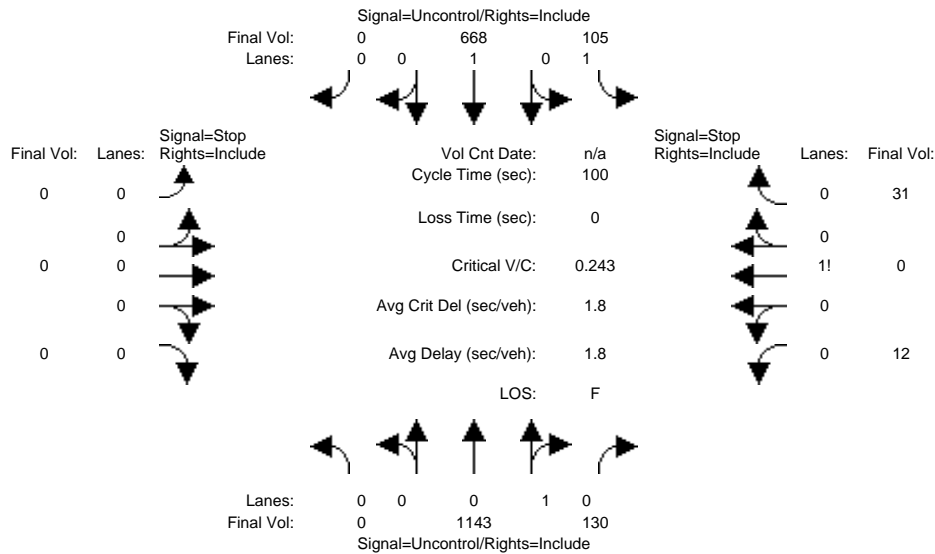 Signal=Uncontrol/Rights=Include
Final Vol: 0 668 105
Lanes: 0 0 1 0 1
Signal=Stop Signal=Stop
Final Vol: Lanes: Rights=Include Vol Cnt Date: n/a Rights=Include Lanes: Final Vol:
Cycle Time (sec): 100
0 0 0 31
Loss Time (sec): 0
0 0
0 0 Critical V/C: 0.243 1! 0
0 Avg Crit Del (sec/veh): 1.8 0
0 0 Avg Delay (sec/veh): 1.8 0 12
LOS: F
Lanes: 0 0 0 1 0
Final Vol: 0 1143 130
Signal=Uncontrol/Rights=Include